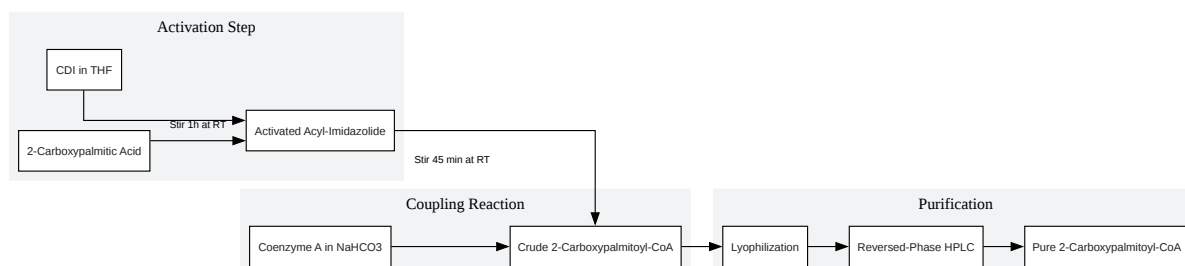 Activation Step
CDI in THF
Stir 1h at RT
Activated Acyl-Imidazolide
2-Carboxypalmitic Acid
Stir 45 min at RT
Coupling Reaction
Purification
Coenzyme A in NaHCO3
Crude 2-Carboxypalmitoyl-CoA
Lyophilization
Reversed-Phase HPLC
Pure 2-Carboxypalmitoyl-CoA